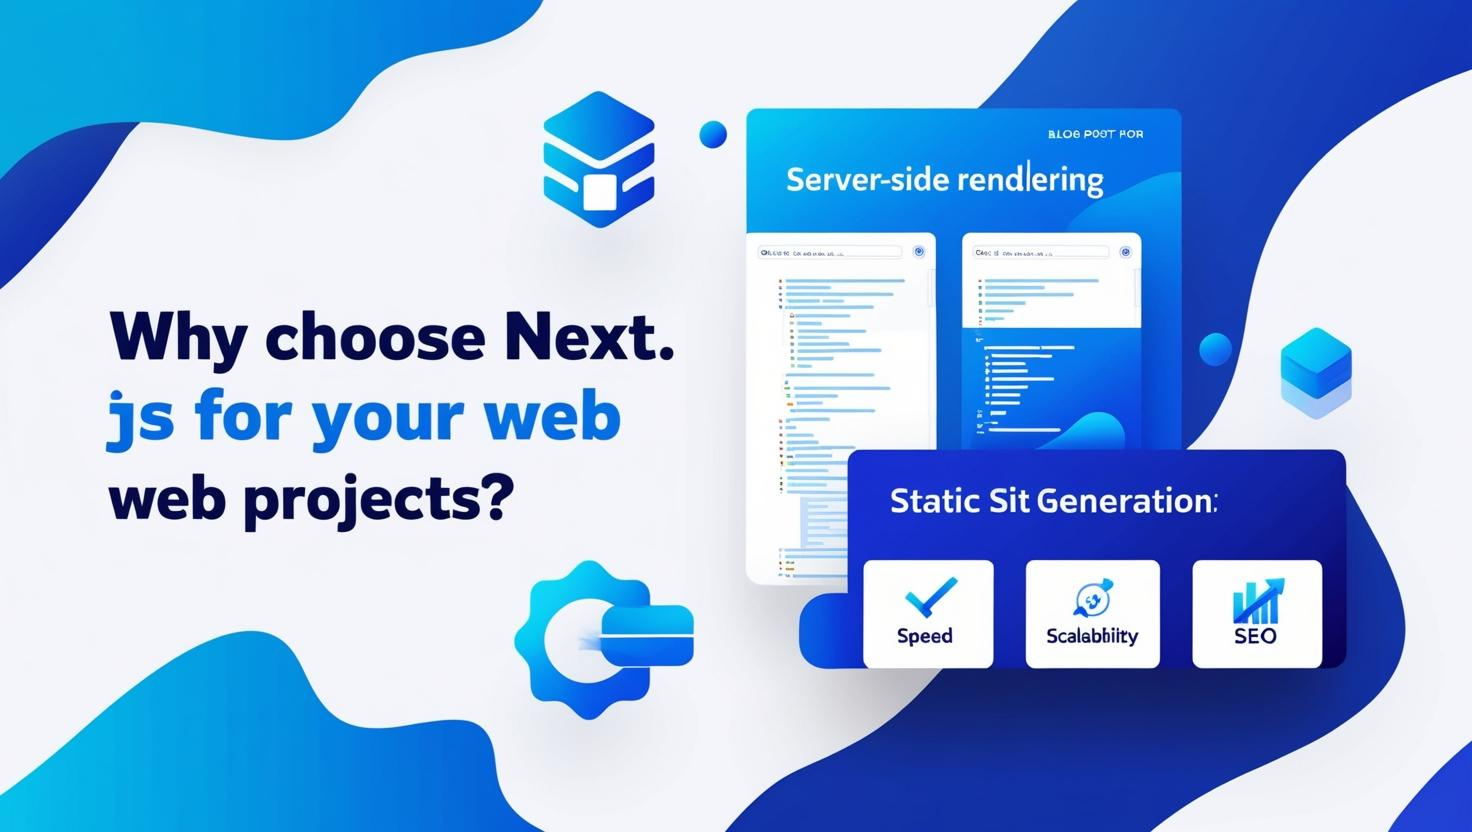 Why choose Next.
js for your web
web projects?
BLOG POST FOR
Server-side rendlering
Static Sit Generation:
Speed
Scalabhiity
SEO